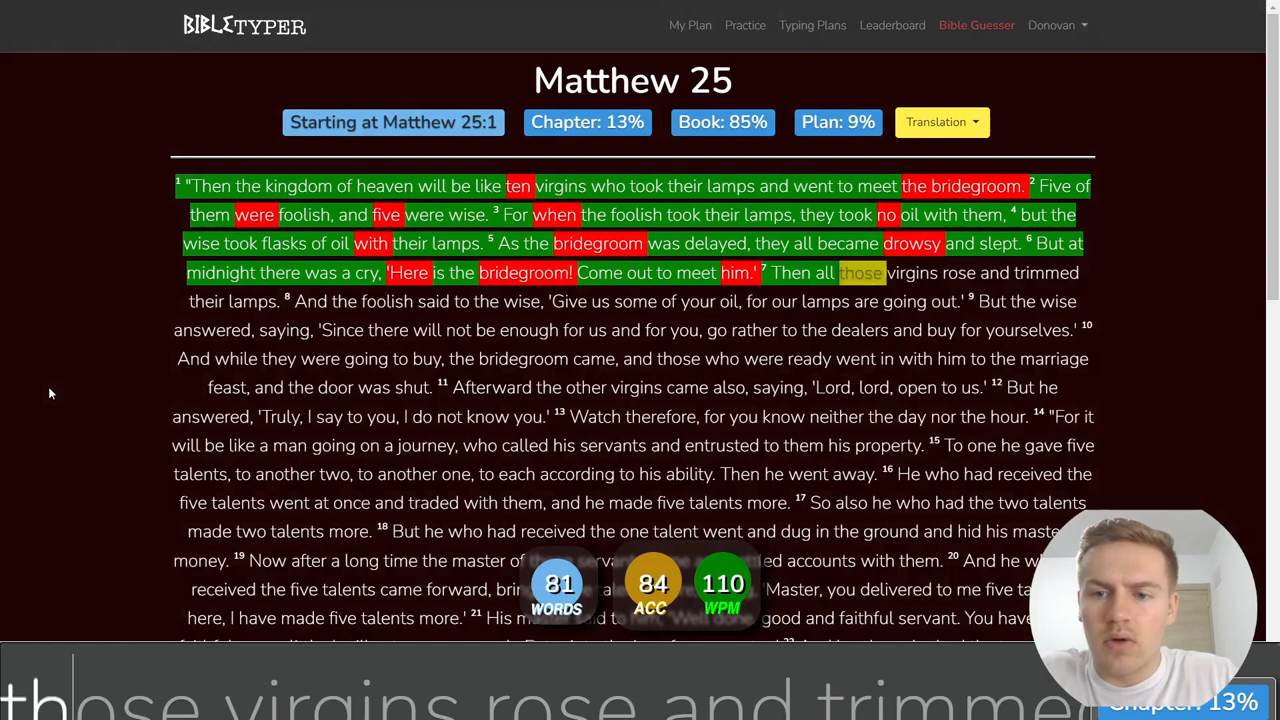 BIBLETYPER
My Plan Practice Typing Plans Leaderboard Bible Guesser Donovan
Matthew 25
Starting at Matthew 25:1 Chapter: 13% Book: 85% Plan: 9% Translation
1 "Then the kingdom of heaven will be like ten virgins who took their lamps and went to meet the bridegroom. 2 Five of
them were foolish, and five were wise. 3 For when the foolish took their lamps, they took no oil with them, 4 but the
wise took flasks of oil with their lamps. 5 As the bridegroom was delayed, they all became drowsy and slept. 6 But at
midnight there was a cry, 'Here is the bridegroom! Come out to meet him.' 7 Then all those virgins rose and trimmed
their lamps. 8 And the foolish said to the wise, 'Give us some of your oil, for our lamps are going out.' 9 But the wise
answered, saying, 'Since there will not be enough for us and for you, go rather to the dealers and buy for yourselves.' 10
And while they were going to buy, the bridegroom came, and those who were ready went in with him to the marriage
feast, and the door was shut. 11 Afterward the other virgins came also, saying, 'Lord, lord, open to us.' 12 But he
answered, 'Truly, I say to you, I do not know you.' 13 Watch therefore, for you know neither the day nor the hour. 14 "For it
will be like a man going on a journey, who called his servants and entrusted to them his property. 15 To one he gave five
talents, to another two, to another one, to each according to his ability. Then he went away. 16 He who had received the
five talents went at once and traded with them, and he made five talents more. 17 So also he who had the two talents
made two talents more. 18 But he who had received the one talent went and dug in the ground and hid his maste
money. 19 Now after a long time the master of accounts with them. 20 And he
received the five talents came forward, 'Master, you delivered to me five
here, I have made five talents more.' 21 His good and faithful servant. You have
81 WORDS 84 ACC 110 WPM
those virgins rose and trimmed Chapter: 13%